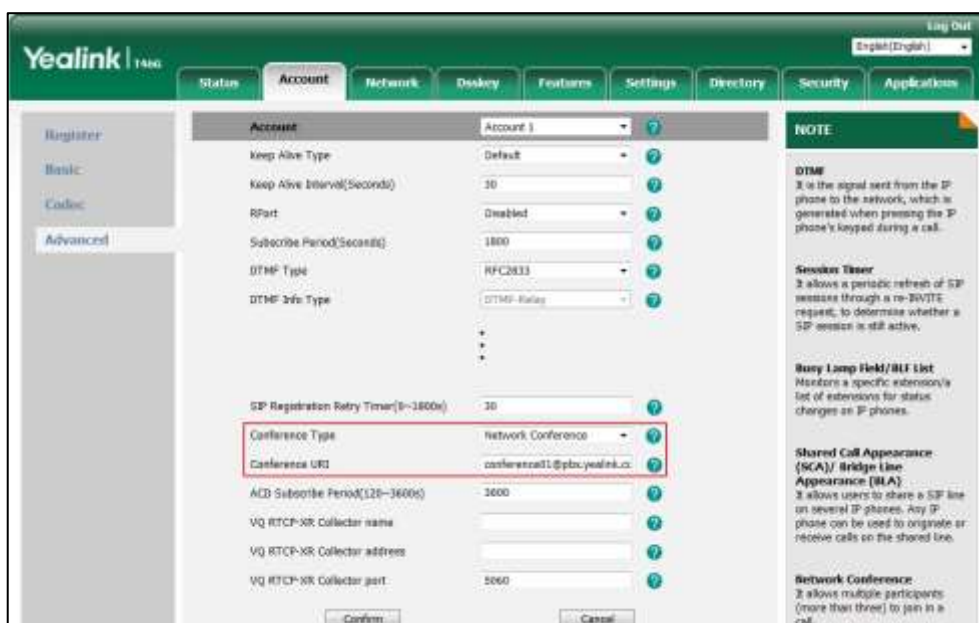 Log Out
English(English)
Yealink T46G
Status Account Network Dsskey Features Settings Directory Security Applications
Register
Basic
Codec
Advanced
Account Account 1
Keep Alive Type Default
Keep Alive Interval(Seconds) 30
RPort Disabled
Subscribe Period(Seconds) 1800
DTMF Type RFC2833
DTMF Info Type DTMF-Relay
SIP Registration Retry Timer(0~1800s) 30
Conference Type Network Conference
Conference URI conference01@pbx.yealink.co
ACD Subscribe Period(120~3600s) 3600
VQ RTCP-XR Collector name
VQ RTCP-XR Collector address
VQ RTCP-XR Collector port 5060
Confirm Cancel
NOTE
DTMF
It is the signal sent from the IP
phone to the network, which is
generated when pressing the IP
phone's keypad during a call.
Session Timer
It allows a periodic refresh of SIP
sessions through a re-INVITE
request, to determine whether a
SIP session is still active.
Busy Lamp Field/BLF List
Monitors a specific extension/a
list of extensions for status
changes on IP phones.
Shared Call Appearance
(SCA)/ Bridge Line
Appearance (BLA)
It allows users to share a SIP line
on several IP phones. Any IP
phone can be used to originate or
receive calls on the shared line.
Network Conference
It allows multiple participants
(more than three) to join in a
call.